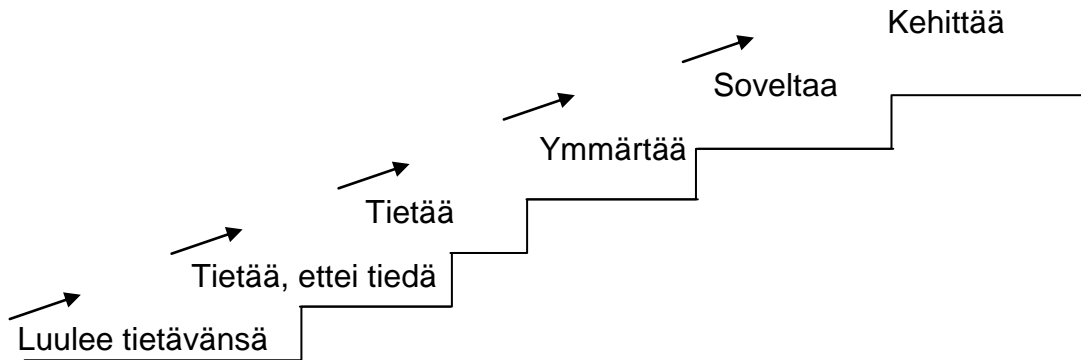 Kehittää
Soveltaa
Ymmärtää
Tietää
Tietää, ettei tiedä
Luulee tietävänsä